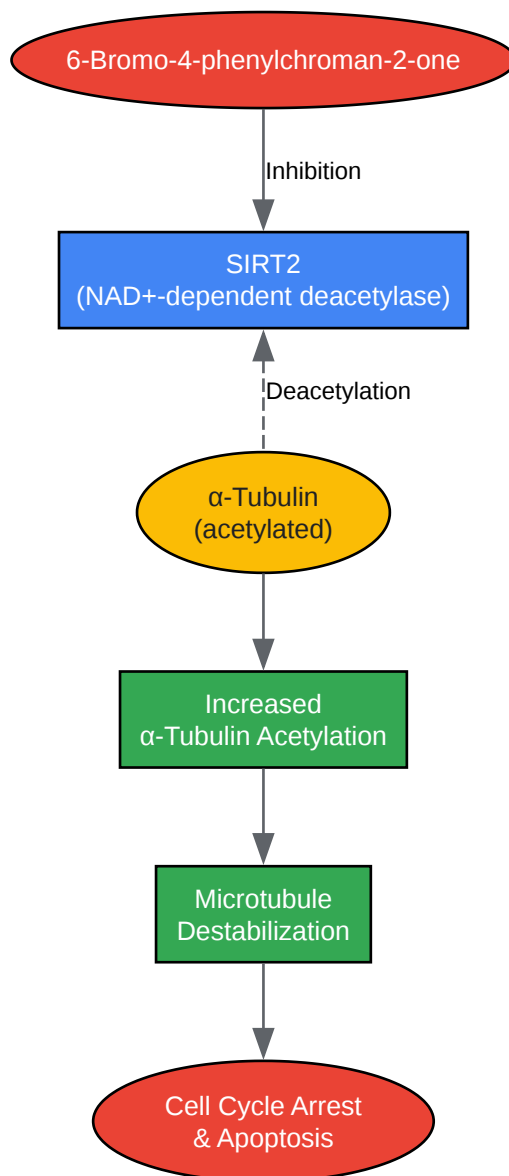 6-Bromo-4-phenylchroman-2-one
Inhibition
SIRT2
(NAD+-dependent deacetylase)
Deacetylation
α-Tubulin
(acetylated)
Increased
α-Tubulin Acetylation
Microtubule
Destabilization
Cell Cycle Arrest
& Apoptosis